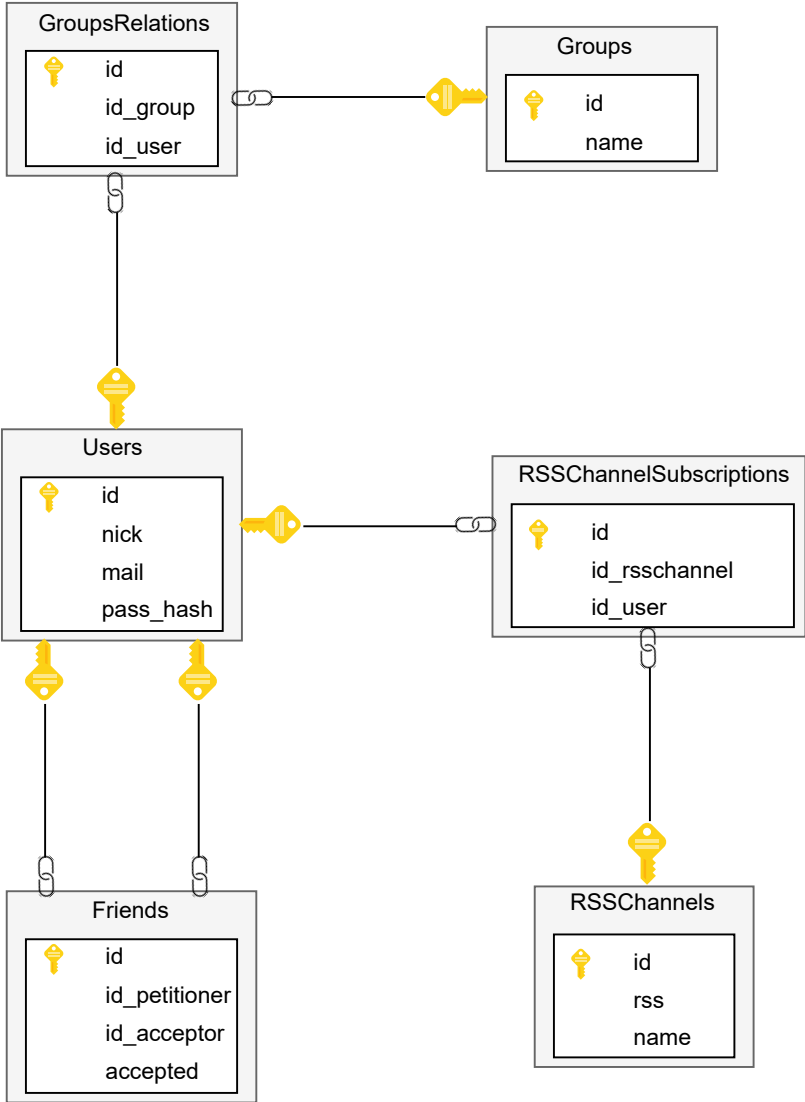 GroupsRelations
id
id_group
id_user
Groups
id
name
Users
id
nick
mail
pass_hash
RSSChannelSubscriptions
id
id_rsschannel
id_user
Friends
id
id_petitioner
id_acceptor
accepted
RSSChannels
id
rss
name